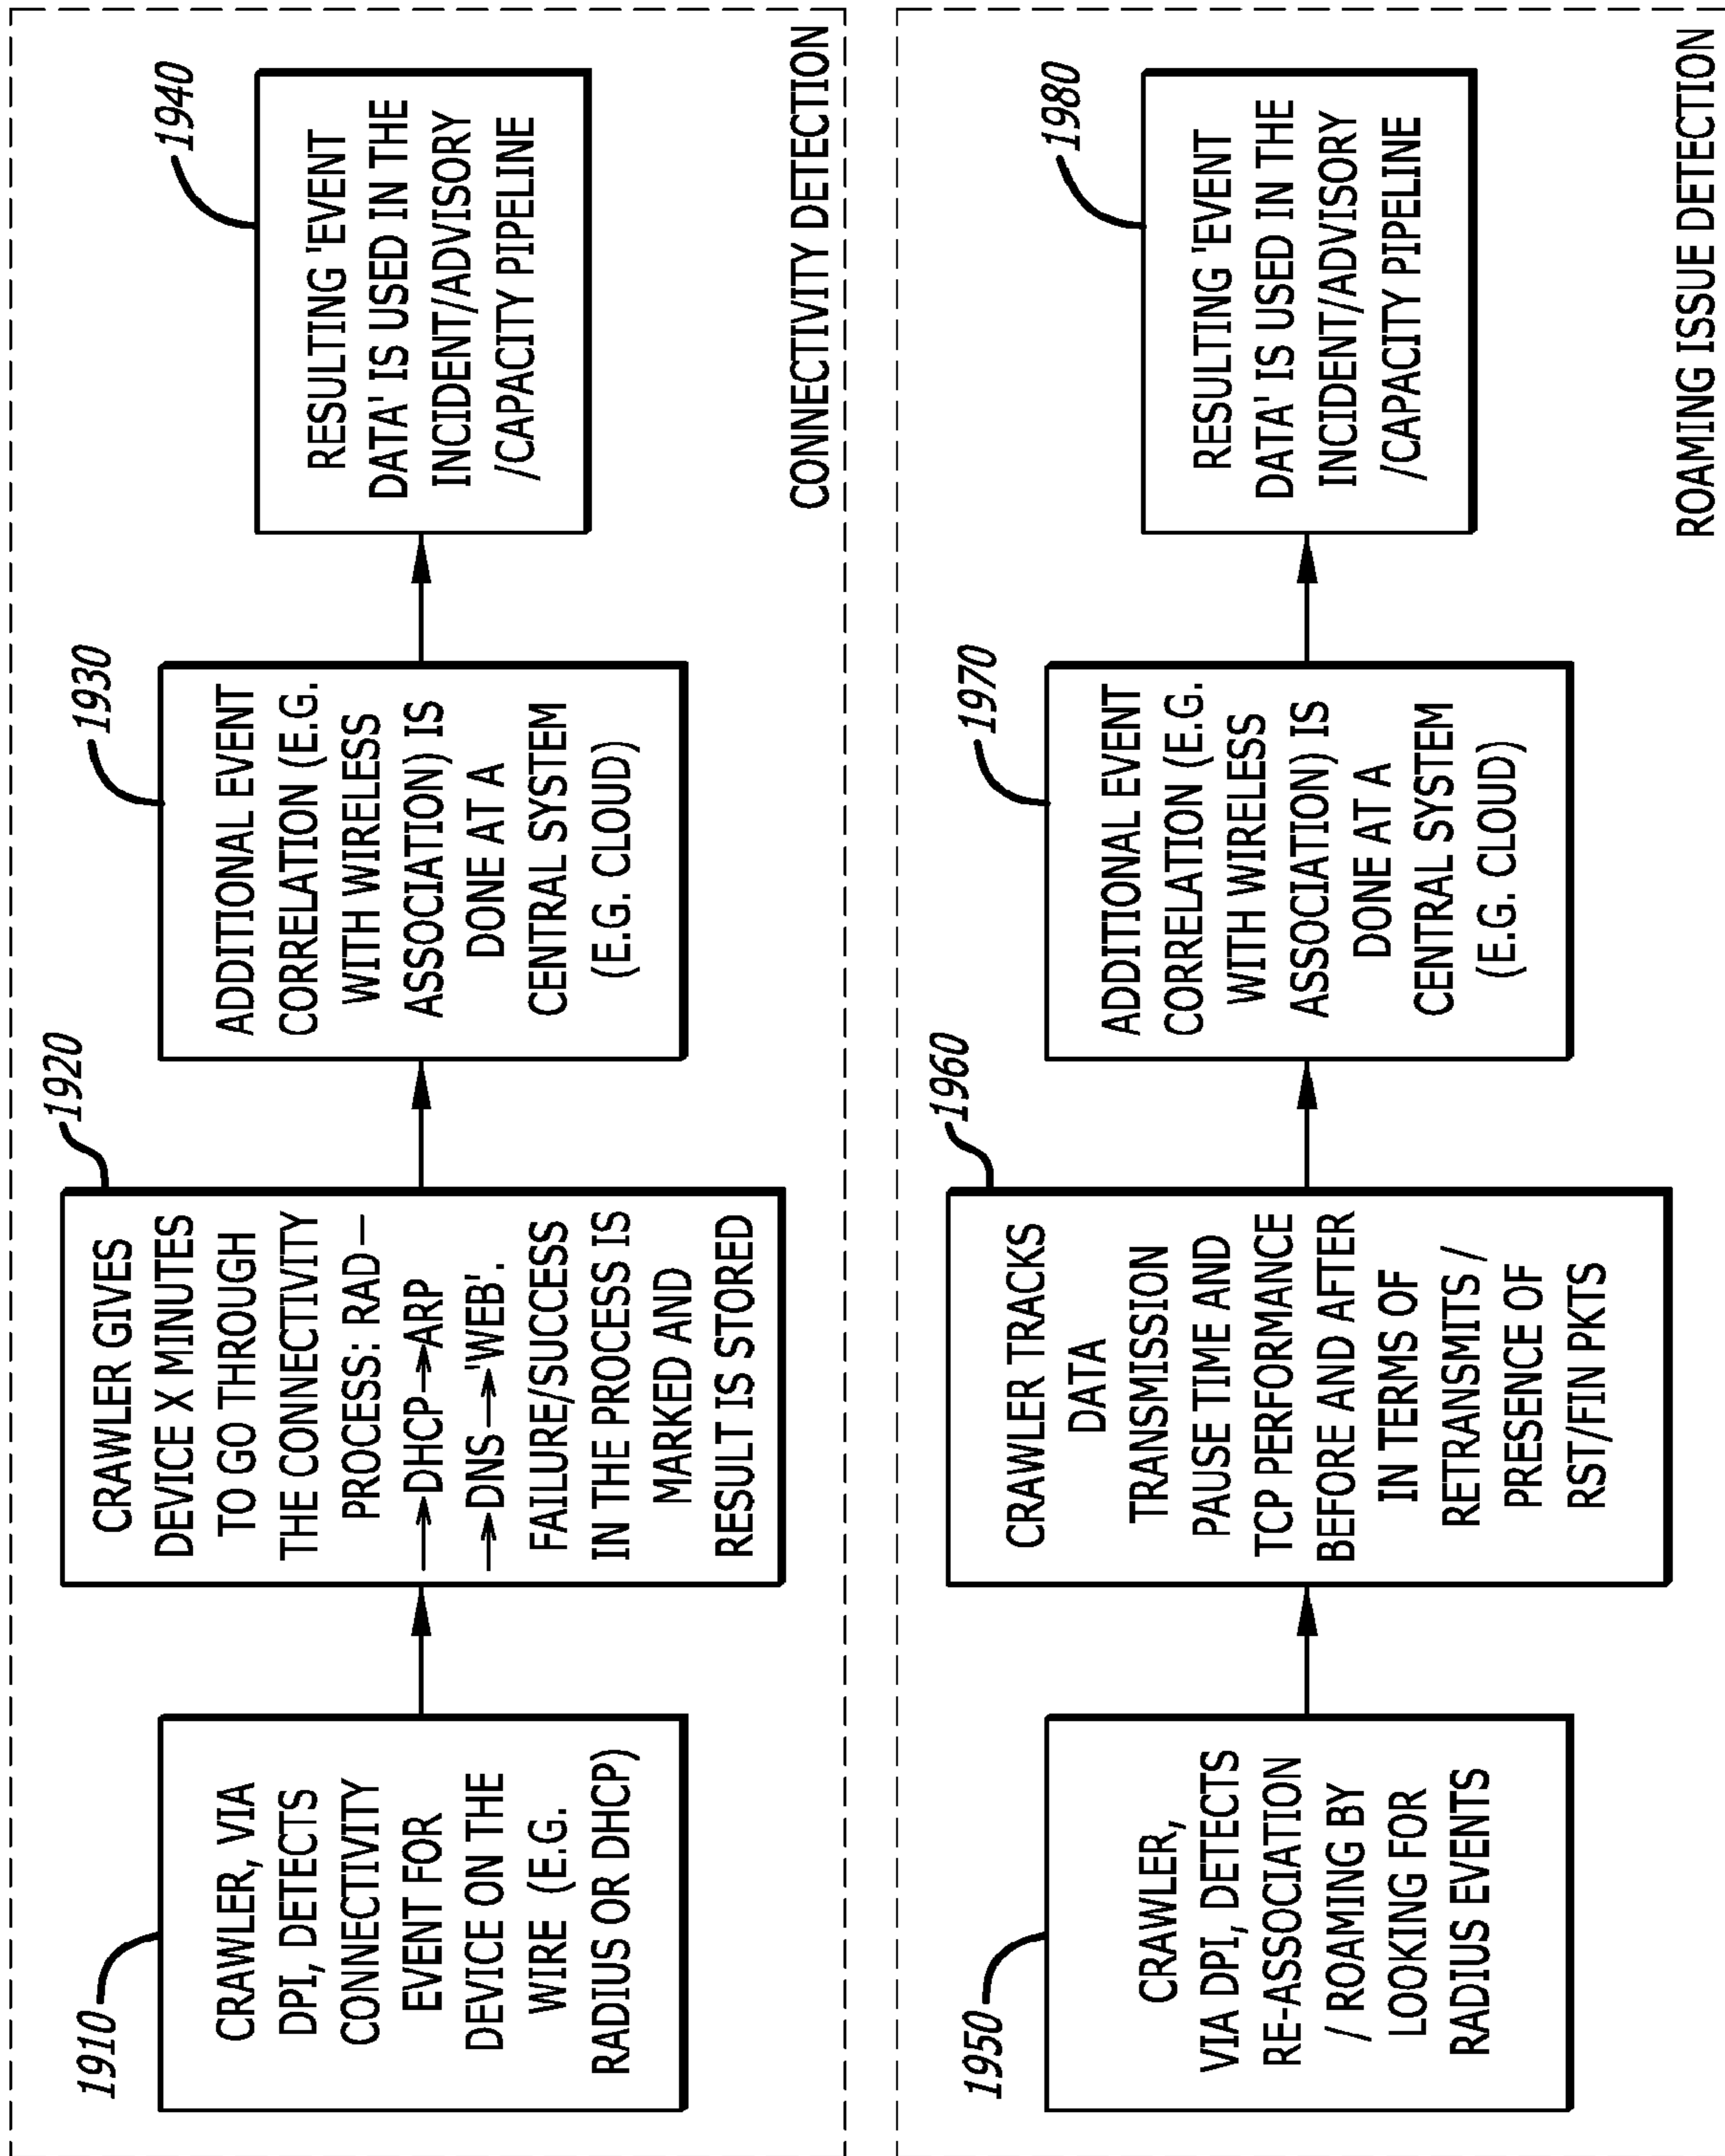 1910
CRAWLER, VIA
DPI, DETECTS
CONNECTIVITY
EVENT FOR
DEVICE ON THE
WIRE (E.G.
RADIUS OR DHCP)
1920
CRAWLER GIVES
DEVICE X MINUTES
TO GO THROUGH
THE CONNECTIVITY
PROCESS: RAD—
→DHCP→ARP
→DNS→'WEB'.
FAILURE/SUCCESS
IN THE PROCESS IS
MARKED AND
RESULT IS STORED
1930
ADDITIONAL EVENT
CORRELATION (E.G.
WITH WIRELESS
ASSOCIATION) IS
DONE AT A
CENTRAL SYSTEM
(E.G. CLOUD)
1940
RESULTING 'EVENT
DATA' IS USED IN THE
INCIDENT/ADVISORY
/CAPACITY PIPELINE
CONNECTIVITY DETECTION
1950
CRAWLER,
VIA DPI, DETECTS
RE-ASSOCIATION
/ ROAMING BY
LOOKING FOR
RADIUS EVENTS
1960
CRAWLER TRACKS
DATA
TRANSMISSION
PAUSE TIME AND
TCP PERFORMANCE
BEFORE AND AFTER
IN TERMS OF
RETRANSMITS /
PRESENCE OF
RST/FIN PKTS
1970
ADDITIONAL EVENT
CORRELATION (E.G.
WITH WIRELESS
ASSOCIATION) IS
DONE AT A
CENTRAL SYSTEM
(E.G. CLOUD)
1980
RESULTING 'EVENT
DATA' IS USED IN THE
INCIDENT/ADVISORY
/CAPACITY PIPELINE
ROAMING ISSUE DETECTION